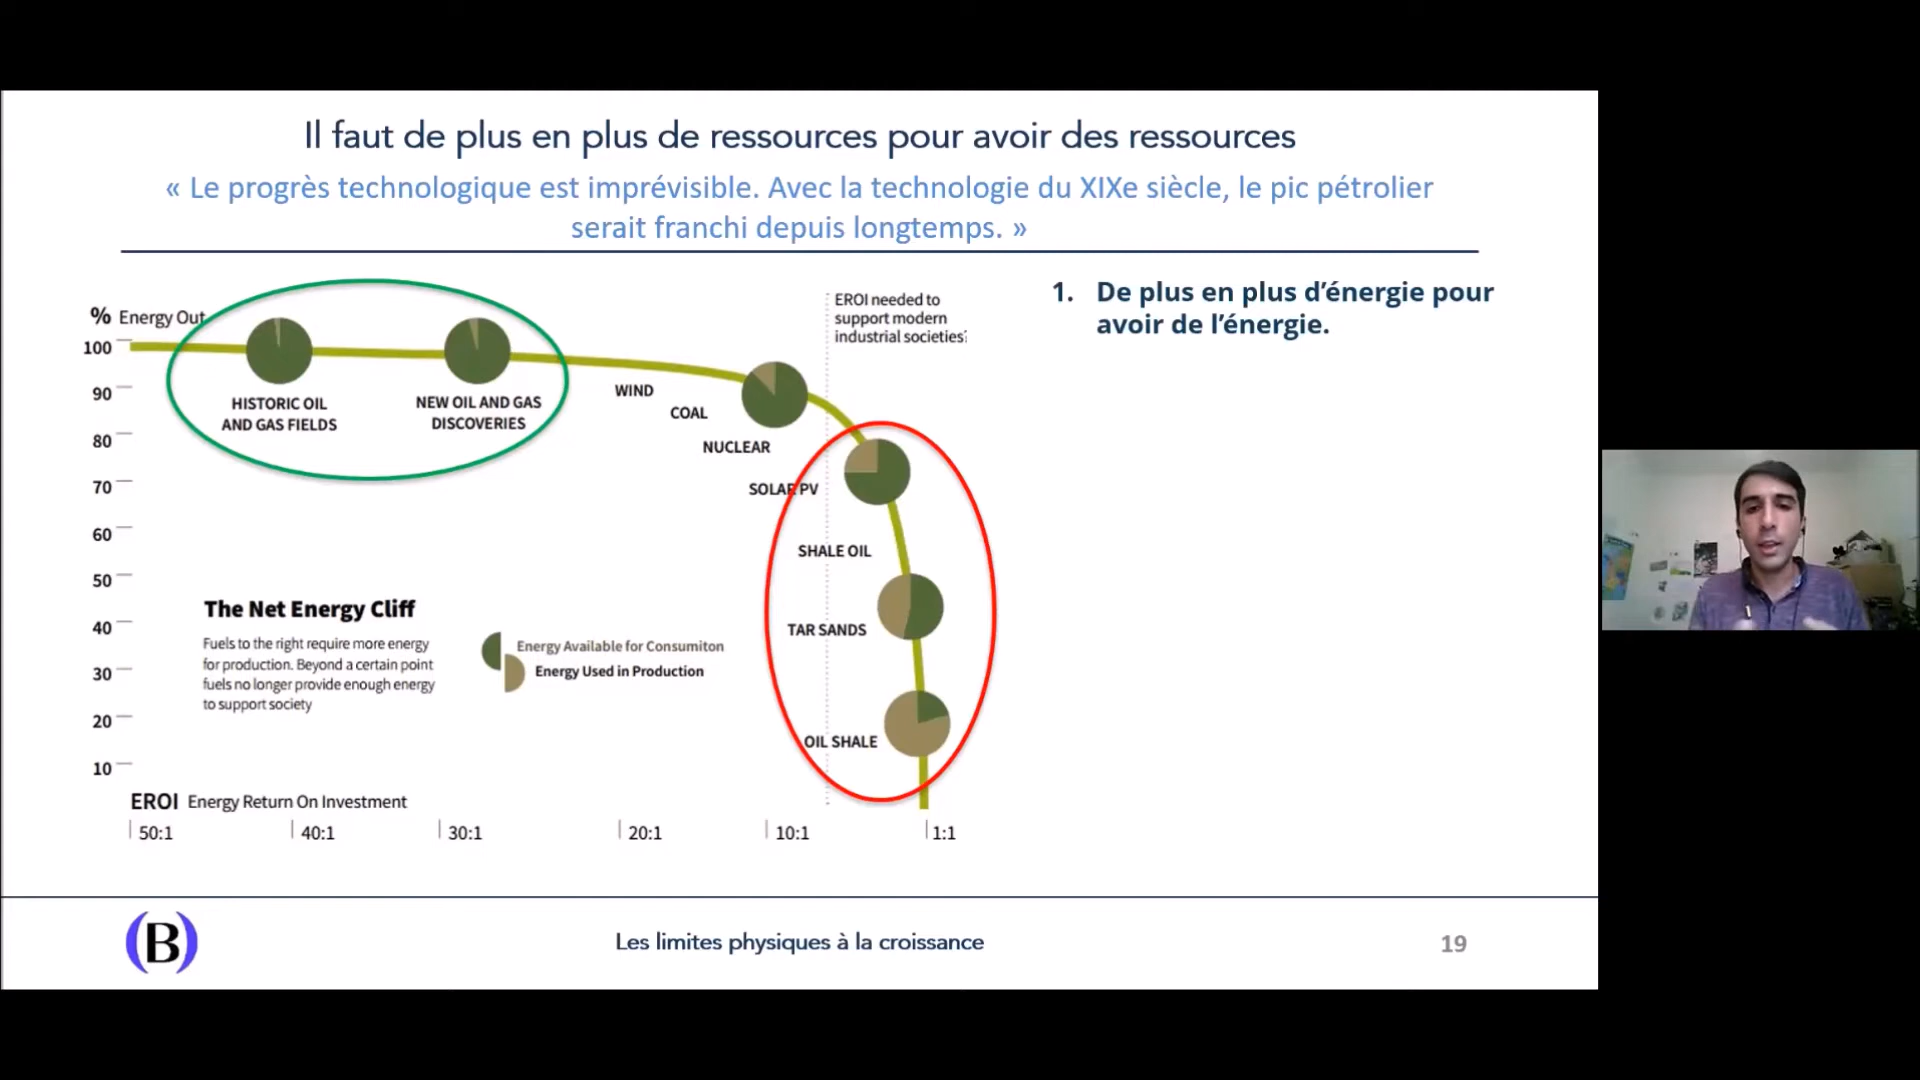 Il faut de plus en plus de ressources pour avoir des ressources
« Le progrès technologique est imprévisible. Avec la technologie du XIXe siècle, le pic pétrolier
serait franchi depuis longtemps. »
1. De plus en plus d’énergie pour
avoir de l’énergie.
% Energy Out
100
90
80
70
60
50
40
30
20
10
HISTORIC OIL
AND GAS FIELDS
NEW OIL AND GAS
DISCOVERIES
WIND
COAL
NUCLEAR
SOLAR PV
SHALE OIL
TAR SANDS
OIL SHALE
EROI needed to
support modern
industrial societies
The Net Energy Cliff
Fuels to the right require more energy
for production. Beyond a certain point
fuels no longer provide enough energy
to support society
Energy Available for Consumiton
Energy Used in Production
EROI Energy Return On Investment
50:1 40:1 30:1 20:1 10:1 1:1
(B)
Les limites physiques à la croissance
19